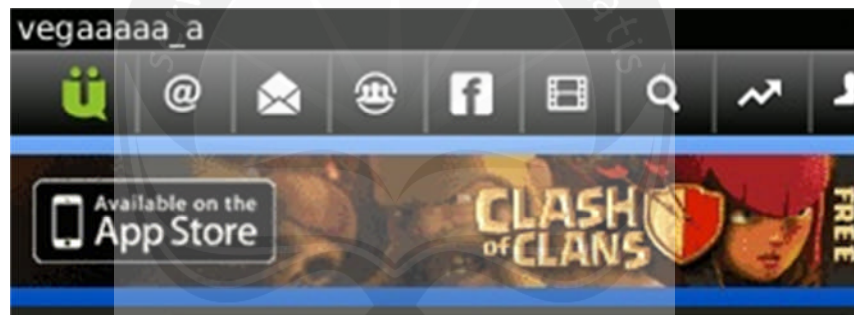 vegaaaaa_a
@
f
Available on the
App Store
CLASH
OF CLANS
FREE